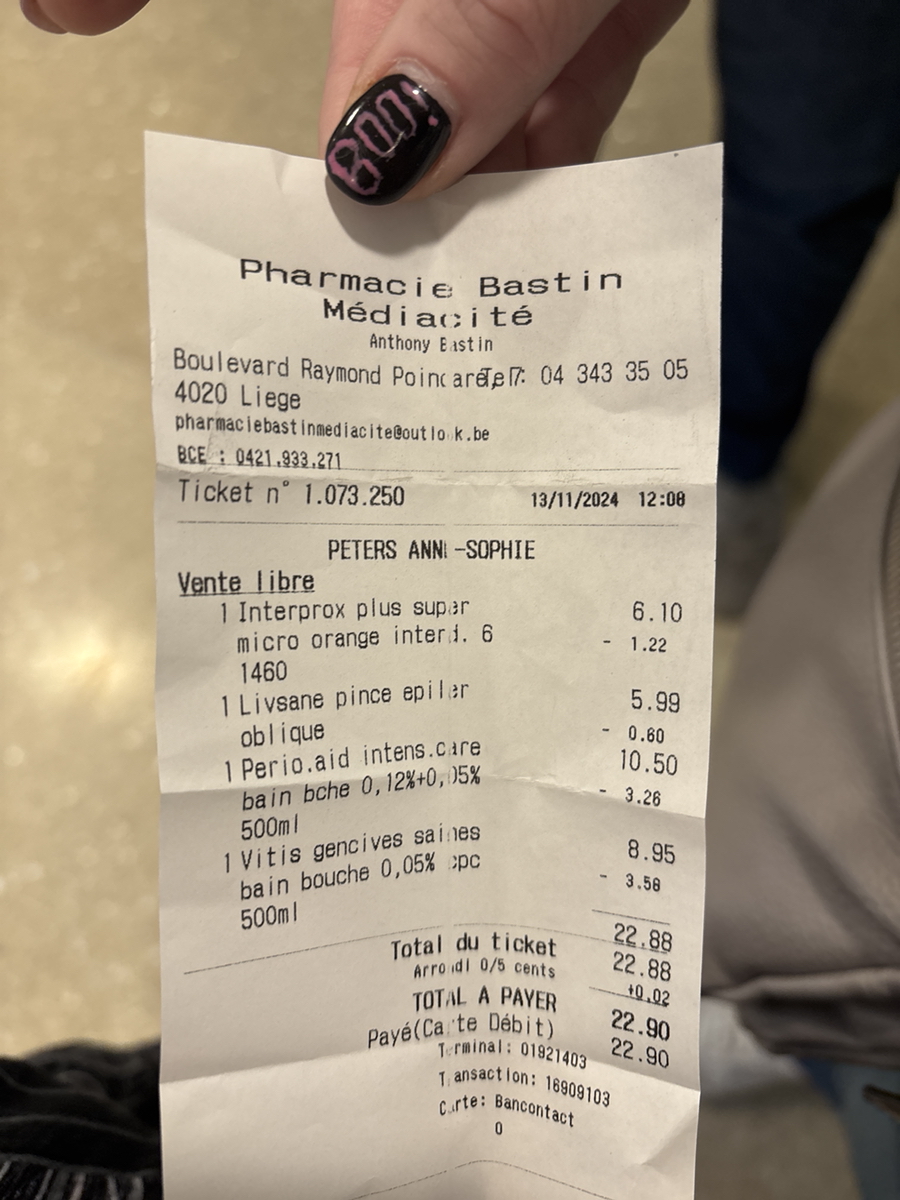 BOO!
Pharmacie Bastin
Médiacité
Anthony Bastin
Boulevard Raymond Poincaré,7 Tel: 04 343 35 05
4020 Liege
pharmaciebastinmediacite@outlook.be
BCE : 0421.933.271
Ticket n° 1.073.250 13/11/2024 12:08
PETERS ANNE-SOPHIE
Vente libre
1 Interprox plus super 6.10
micro orange interd. 6 - 1.22
1460
1 Livsane pince epiler 5.99
oblique - 0.60
1 Perio.aid intens.care 10.50
bain bche 0,12%+0,05% - 3.26
500ml
1 Vitis gencives saines 8.95
bain bouche 0,05% cpc - 3.58
500ml
22.88
Total du ticket 22.88
Arrondi 0/5 cents +0.02
TOTAL A PAYER 22.90
Payé(Carte Débit) 22.90
Terminal: 01921403
Transaction: 16909103
Carte: Bancontact
0